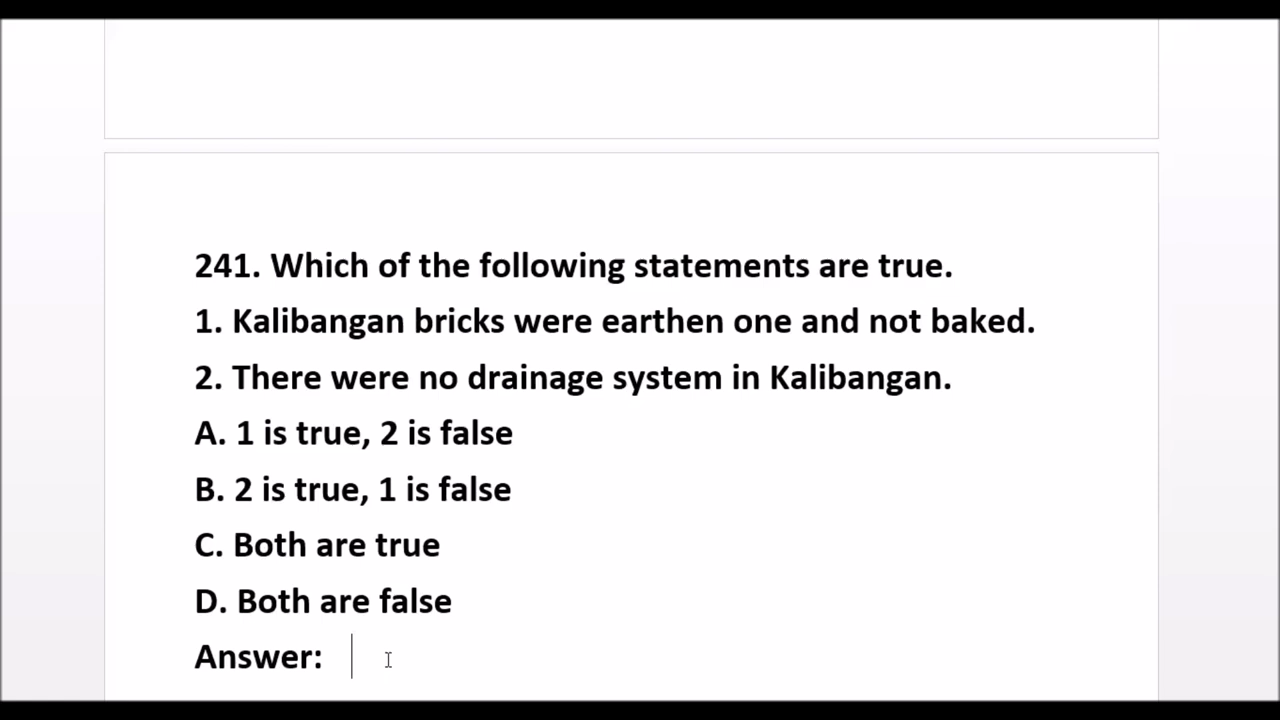 241. Which of the following statements are true.
1. Kalibangan bricks were earthen one and not baked.
2. There were no drainage system in Kalibangan.
A. 1 is true, 2 is false
B. 2 is true, 1 is false
C. Both are true
D. Both are false
Answer: